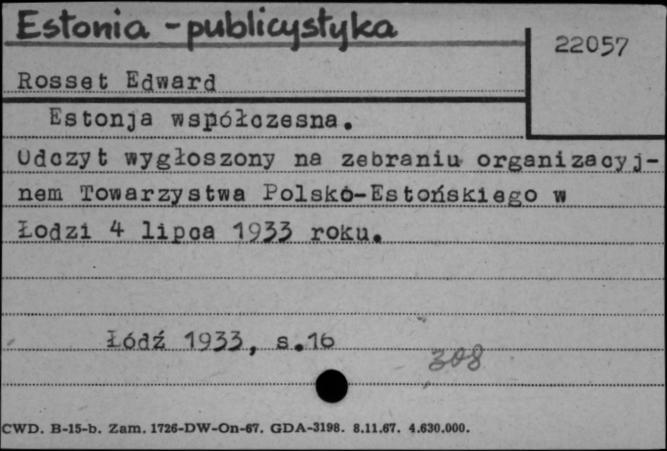 Estonia - publicystyka
22057
Rosset Edward
Estonja współczesna.
Odczyt wygłoszony na zebraniu organizacyj-
nem Towarzystwa Polsko-Estońskiego w
Łodzi 4 lipca 1933 roku.
Łódź 1933, s.16
308
CWD. B-15-b. Zam. 1726-DW-On-67. GDA-3198. 8.11.67. 4.630.000.